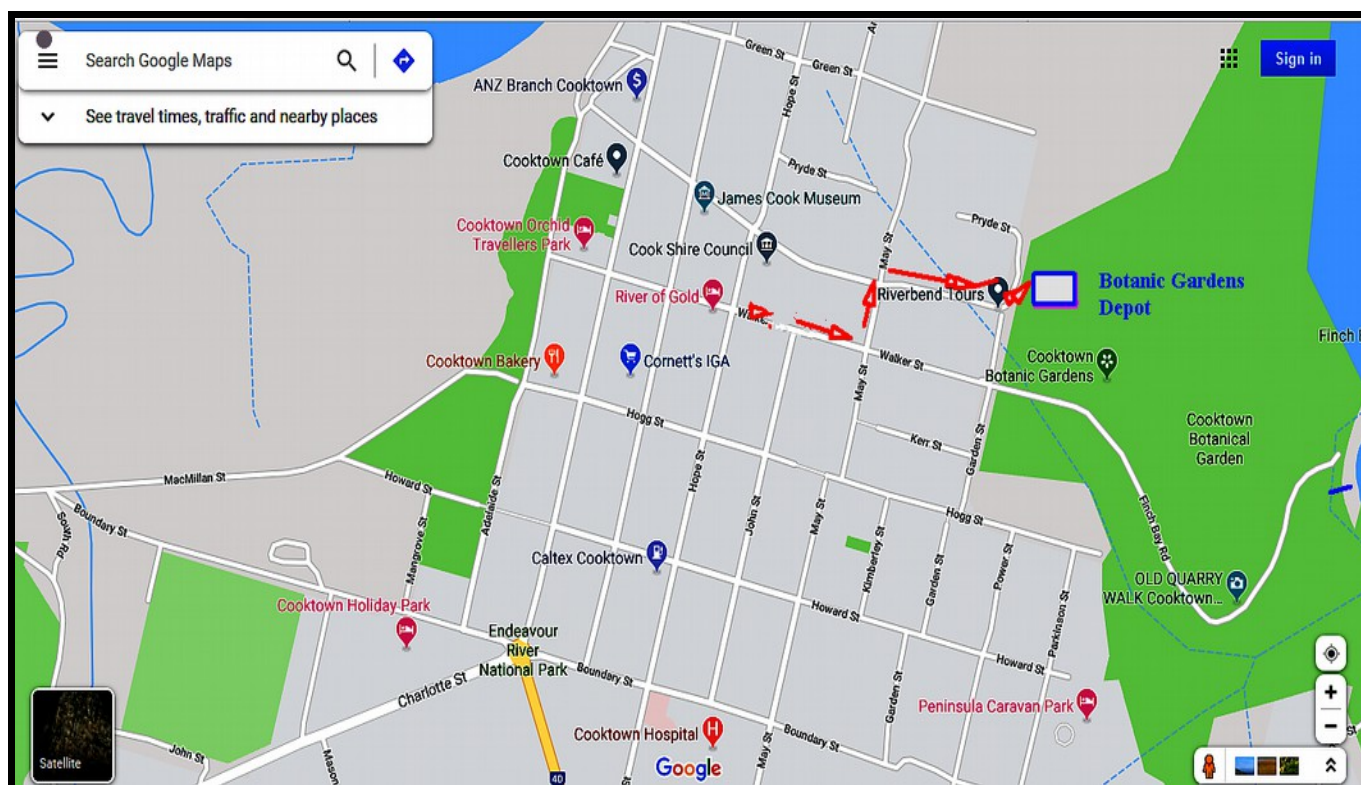 Search Google Maps
Sign in
See travel times, traffic and nearby places
ANZ Branch Cooktown
Green St
Green St
Hope St
Cooktown Café
Pryde St
James Cook Museum
Cooktown Orchid
Travellers Park
Pryde St
Cook Shire Council
May St
Riverbend Tours
Botanic Gardens
Depot
River of Gold
Walker St
Cooktown
Botanic Gardens
Cooktown Bakery
Cornett's IGA
May St
Hogg St
Kerr St
Garden St
Cooktown
Botanical
Garden
MacMillan St
Howard St
Adelaide St
Hope St
John St
May St
Hogg St
Finch Bay Rd
South Rd
Boundary St
Mangrove St
Caltex Cooktown
Kimberley St
Garden St
Power St
Parkinson St
OLD QUARRY
WALK Cooktown...
Cooktown Holiday Park
Howard St
Endeavour
River
National Park
Howard St
Boundary St
Charlotte St
Garden St
Peninsula Caravan Park
Cooktown Hospital
May St
Boundary St
John St
Mason
Satellite
Google
40
St